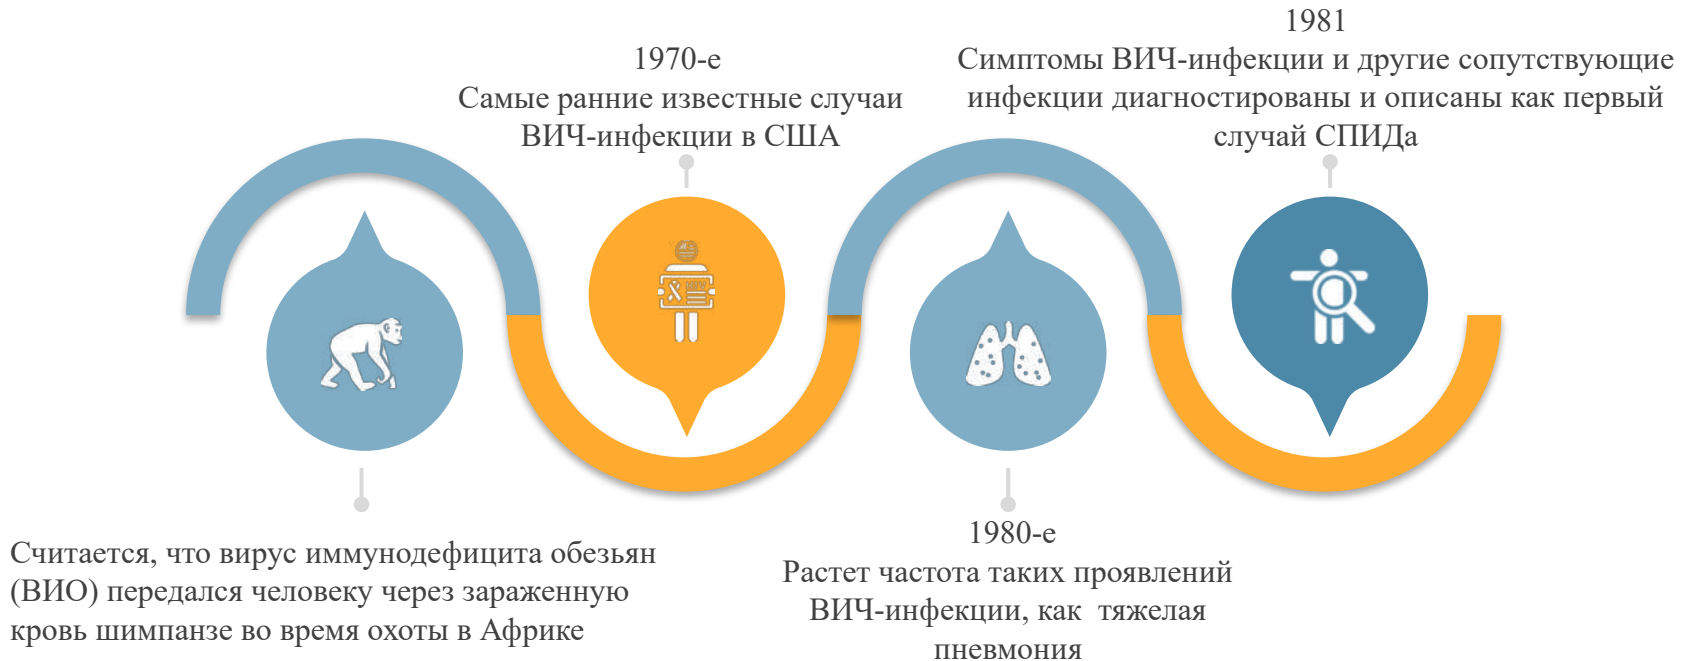 1970-е
Самые ранние известные случаи
ВИЧ-инфекции в США
1981
Симптомы ВИЧ-инфекции и другие сопутствующие
инфекции диагностированы и описаны как первый
случай СПИДа
Считается, что вирус иммунодефицита обезьян
(ВИО) передался человеку через зараженную
кровь шимпанзе во время охоты в Африке
1980-е
Растет частота таких проявлений
ВИЧ-инфекции, как  тяжелая
пневмония